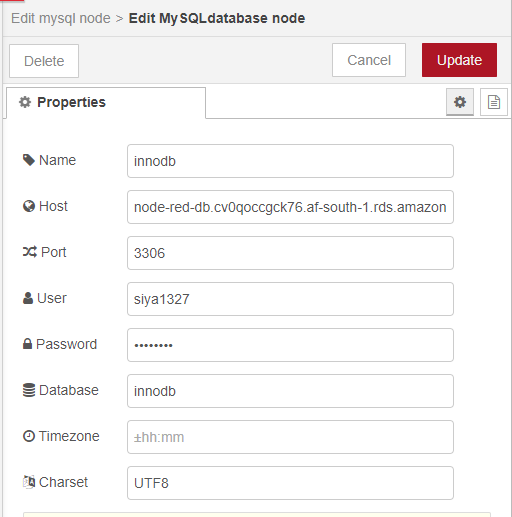 Edit mysql node > Edit MySQLdatabase node
Delete Cancel Update
Properties
Name innodb
Host node-red-db.cv0qoccgck76.af-south-1.rds.amazon
Port 3306
User siya1327
Password ••••••••
Database innodb
Timezone ±hh:mm
Charset UTF8